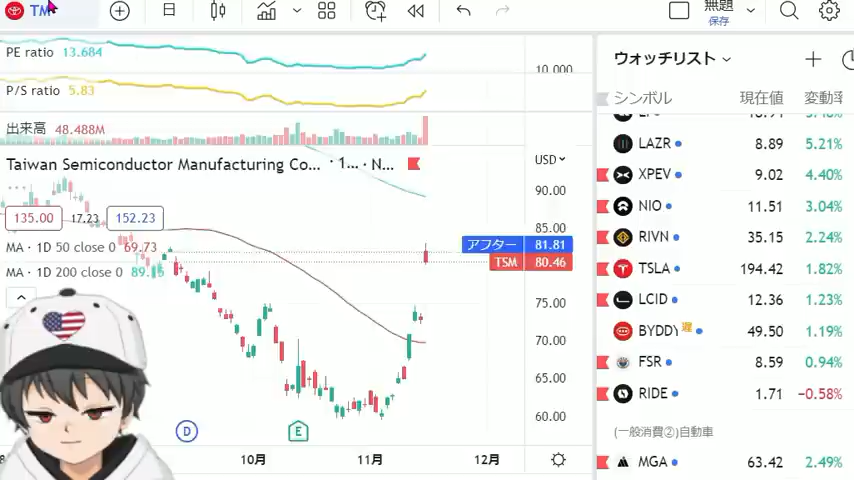 TM
無題
保存
PE ratio 13.684
10.000
P/S ratio 5.83
出来高 48.488M
Taiwan Semiconductor Manufacturing Co... · 1... · N...
USD
135.00 17.23 152.23
MA · 1D 50 close 0 69.73
MA · 1D 200 close 0
90.00
85.00
アフター 81.81
TSM 80.46
75.00
70.00
65.00
60.00
D
E
10月
11月
12月
ウォッチリスト
シンボル 現在値 変動率
LAZR 8.89 5.21%
XPEV 9.02 4.40%
NIO 11.51 3.04%
RIVN 35.15 2.24%
TSLA 194.42 1.82%
LCID 12.36 1.23%
BYDDY 遅 49.50 1.19%
FSR 8.59 0.94%
RIDE 1.71 −0.58%
(一般消費②)自動車
MGA 63.42 2.49%